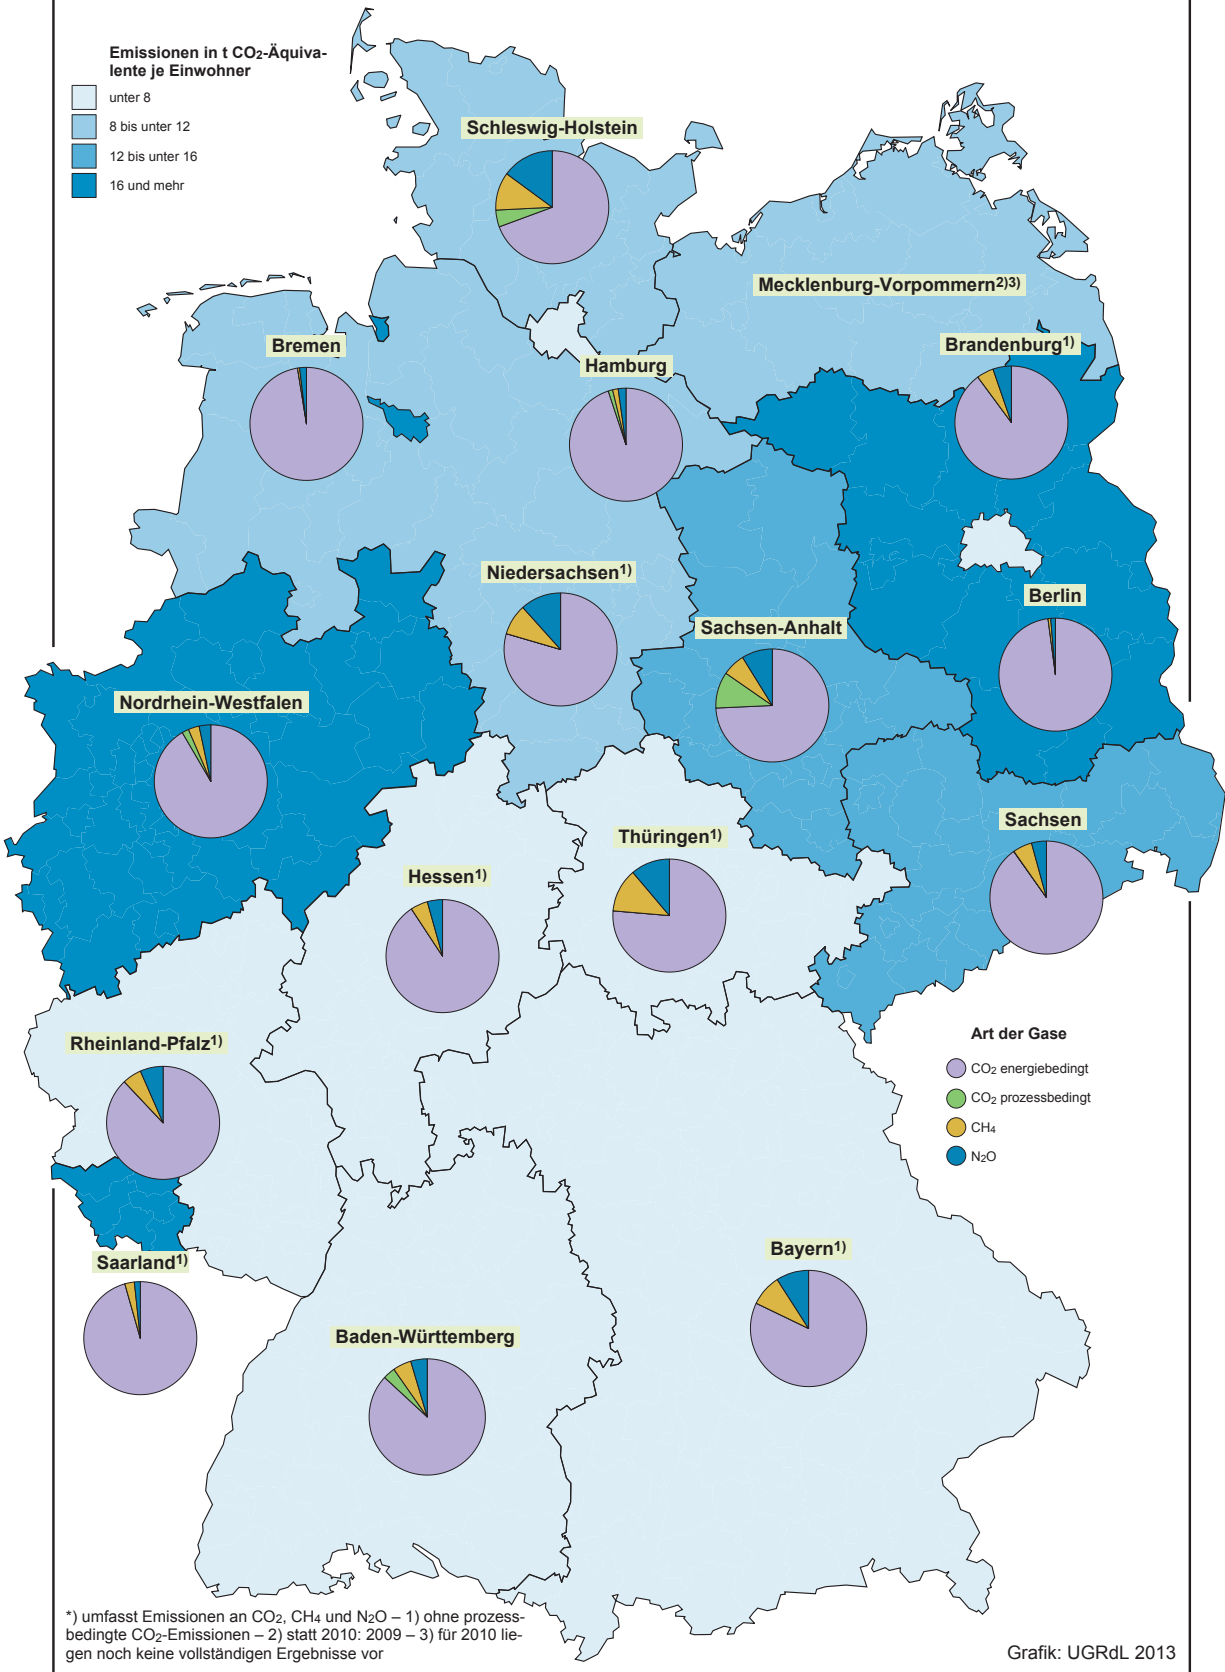 Emissionen in t CO₂-Äquiva-
lente je Einwohner
unter 8
8 bis unter 12
12 bis unter 16
16 und mehr
Schleswig-Holstein
Mecklenburg-Vorpommern²⁾³⁾
Bremen
Brandenburg¹⁾
Hamburg
Niedersachsen¹⁾
Berlin
Sachsen-Anhalt
Nordrhein-Westfalen
Sachsen
Thüringen¹⁾
Hessen¹⁾
Rheinland-Pfalz¹⁾
Art der Gase
CO₂ energiebedingt
CO₂ prozessbedingt
CH₄
N₂O
Saarland¹⁾
Bayern¹⁾
Baden-Württemberg
*) umfasst Emissionen an CO₂, CH₄ und N₂O – 1) ohne prozess-
bedingte CO₂-Emissionen – 2) statt 2010: 2009 – 3) für 2010 lie-
gen noch keine vollständigen Ergebnisse vor
Grafik: UGRdL 2013